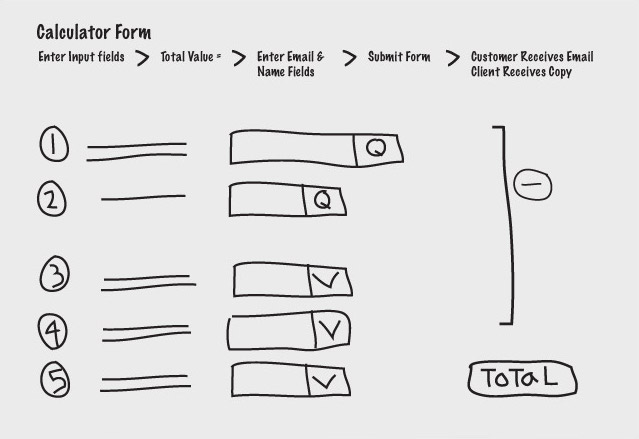 Calculator Form
Enter Input fields > Total Value = > Enter Email & Name Fields > Submit Form > Customer Receives Email Client Receives Copy
1
Q
2
Q
3
4
5
TOTAL